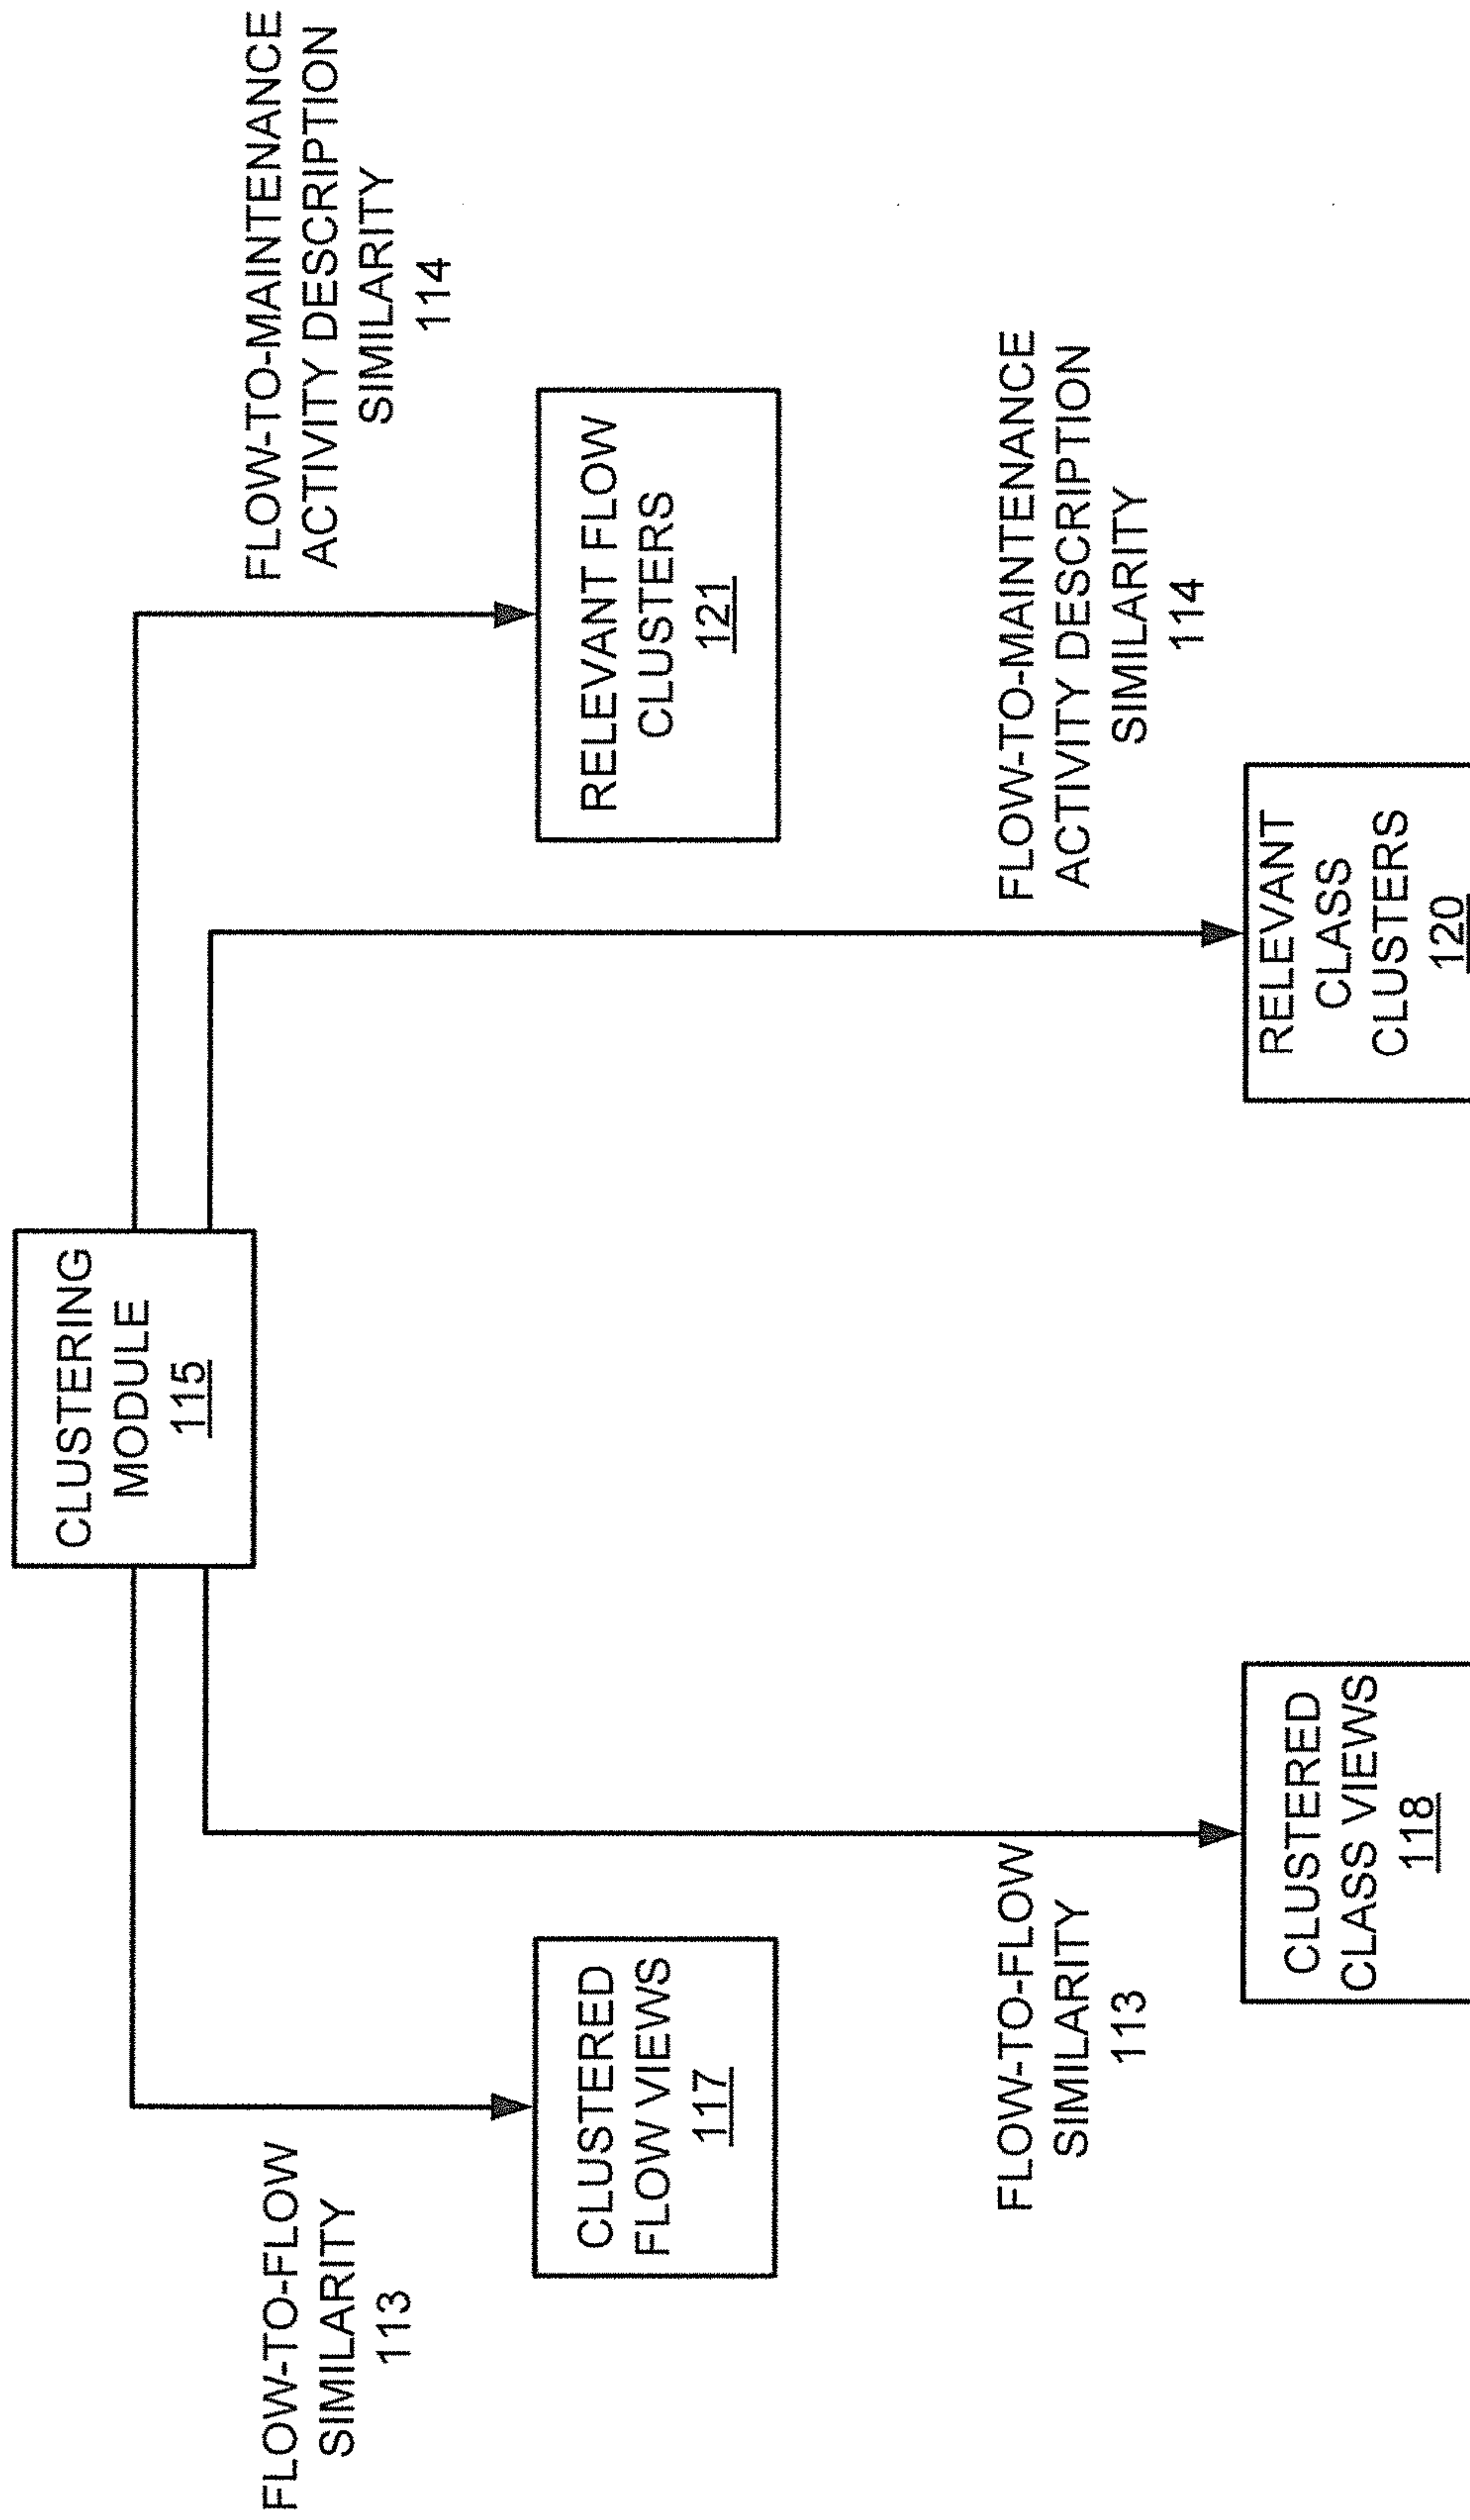 CLUSTERING
MODULE
115
FLOW-TO-FLOW
SIMILARITY
113
FLOW-TO-MAINTENANCE
ACTIVITY DESCRIPTION
SIMILARITY
114
CLUSTERED
FLOW VIEWS
117
RELEVANT FLOW
CLUSTERS
121
FLOW-TO-FLOW
SIMILARITY
113
FLOW-TO-MAINTENANCE
ACTIVITY DESCRIPTION
SIMILARITY
114
CLUSTERED
CLASS VIEWS
118
RELEVANT
CLASS
CLUSTERS
120